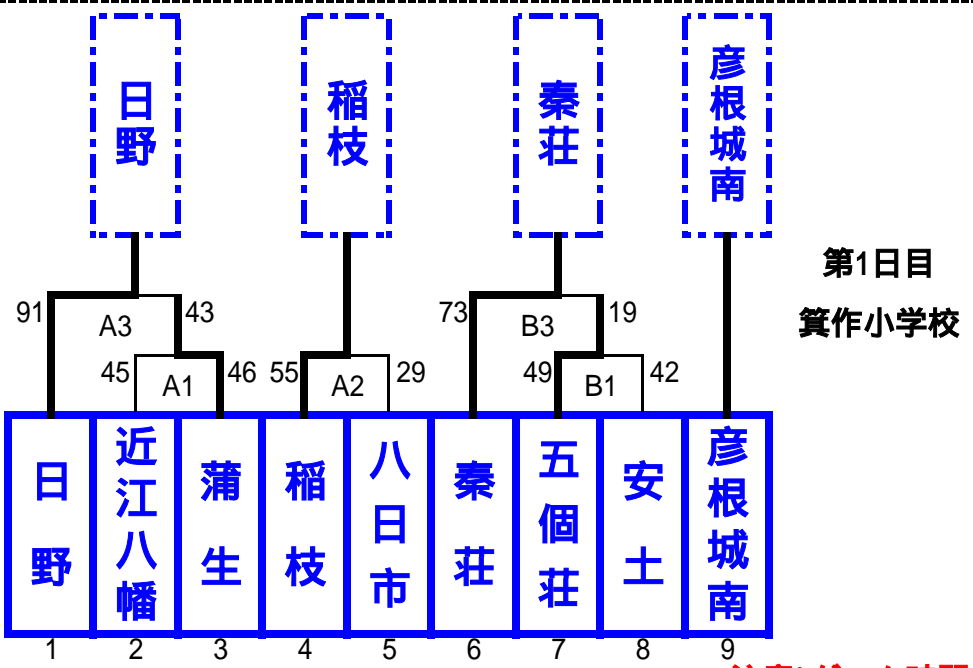 日野
稲枝
秦荘
彦根城南
第1日目
箕作小学校
91
A3
43
73
B3
19
45
A1
46
55
A2
29
49
B1
42
日野
近江八幡
蒲生
稲枝
八日市
秦荘
五個荘
安土
彦根城南
1
2
3
4
5
6
7
8
9